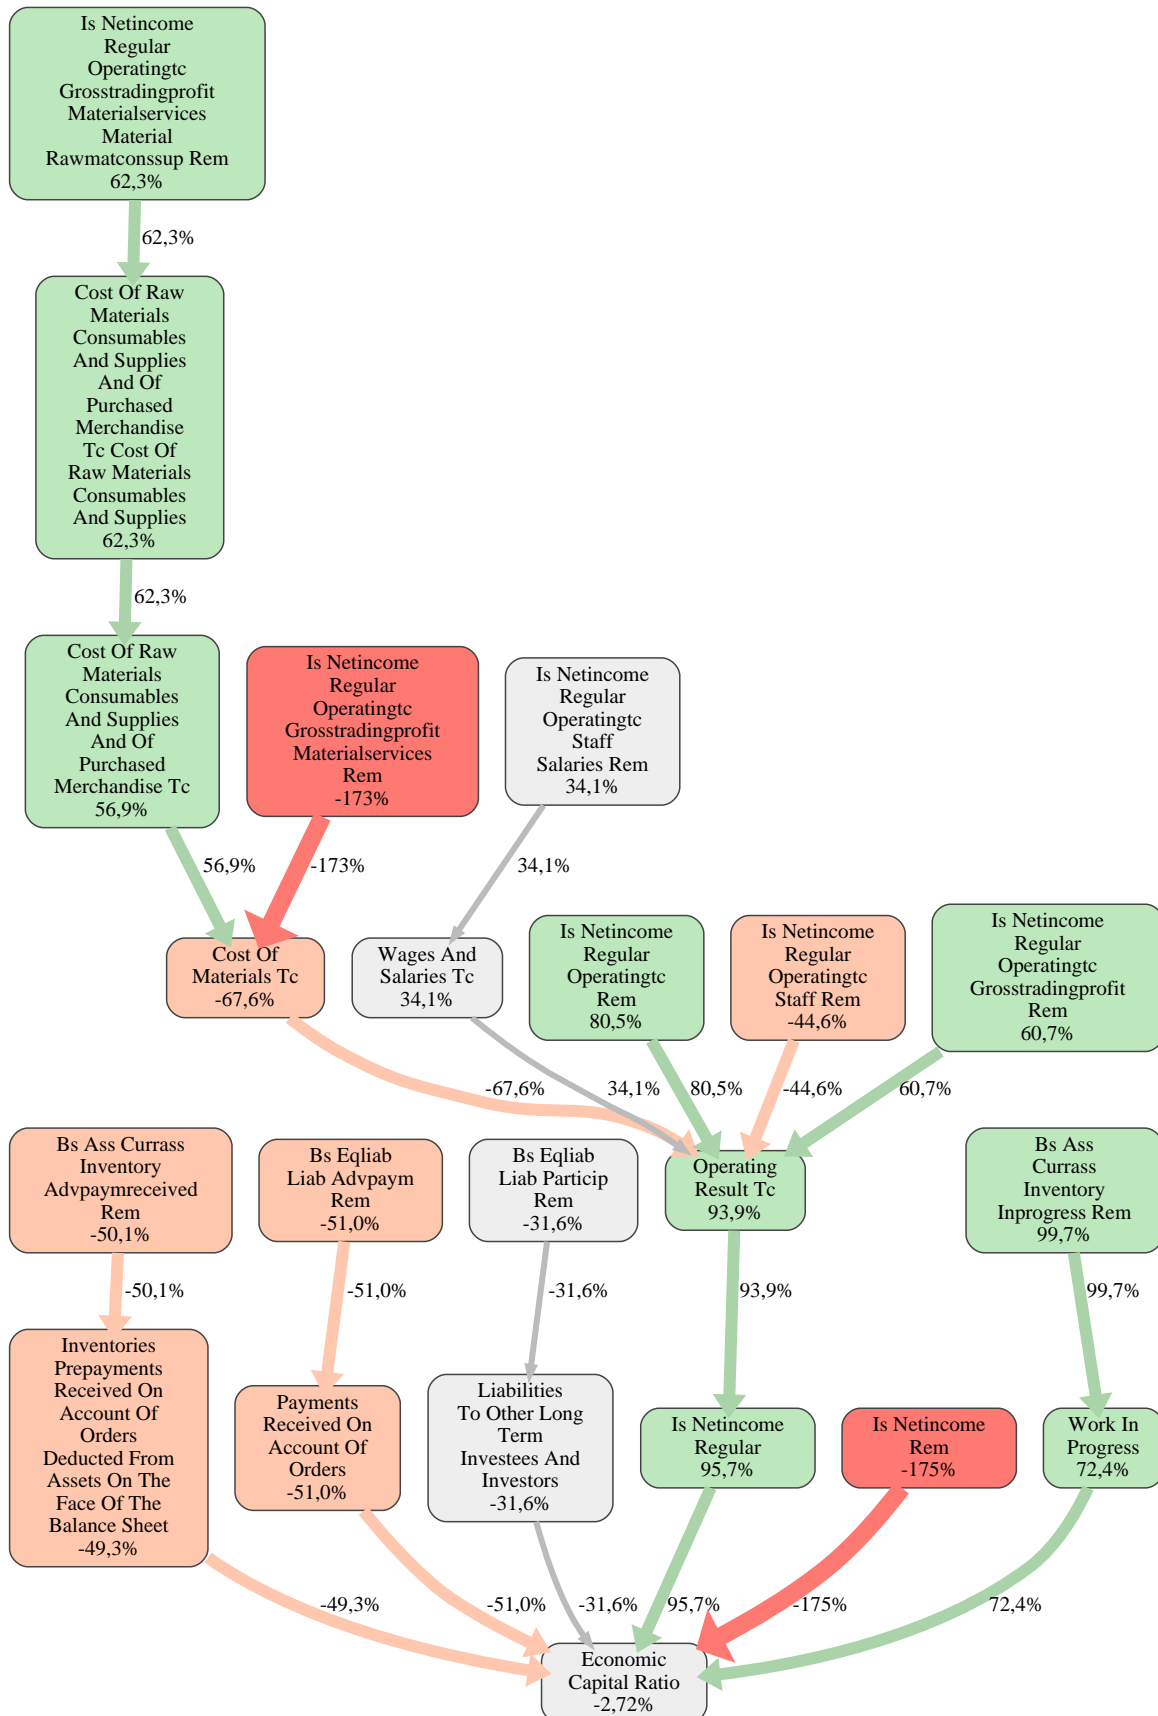 Is Netincome
Regular
Operatingtc
Grosstradingprofit
Materialservices
Material
Rawmatconssup Rem
62,3%
62,3%
Cost Of Raw
Materials
Consumables
And Supplies
And Of
Purchased
Merchandise
Tc Cost Of
Raw Materials
Consumables
And Supplies
62,3%
62,3%
Cost Of Raw
Materials
Consumables
And Supplies
And Of
Purchased
Merchandise Tc
56,9%
Is Netincome
Regular
Operatingtc
Grosstradingprofit
Materialservices
Rem
-173%
Is Netincome
Regular
Operatingtc
Staff
Salaries Rem
34,1%
56,9%
-173%
34,1%
Cost Of
Materials Tc
-67,6%
Wages And
Salaries Tc
34,1%
Is Netincome
Regular
Operatingtc
Rem
80,5%
Is Netincome
Regular
Operatingtc
Staff Rem
-44,6%
Is Netincome
Regular
Operatingtc
Grosstradingprofit
Rem
60,7%
-67,6%
34,1%
80,5%
-44,6%
60,7%
Bs Ass Currass
Inventory
Advpaymreceived
Rem
-50,1%
Bs Eqliab
Liab Advpaym
Rem
-51,0%
Bs Eqliab
Liab Particip
Rem
-31,6%
Operating
Result Tc
93,9%
Bs Ass
Currass
Inventory
Inprogress Rem
99,7%
-50,1%
-51,0%
-31,6%
93,9%
99,7%
Inventories
Prepayments
Received On
Account Of
Orders
Deducted From
Assets On The
Face Of The
Balance Sheet
-49,3%
Payments
Received On
Account Of
Orders
-51,0%
Liabilities
To Other Long
Term
Investees And
Investors
-31,6%
Is Netincome
Regular
95,7%
Is Netincome
Rem
-175%
Work In
Progress
72,4%
-49,3%
-51,0%
-31,6%
95,7%
-175%
72,4%
Economic
Capital Ratio
-2,72%